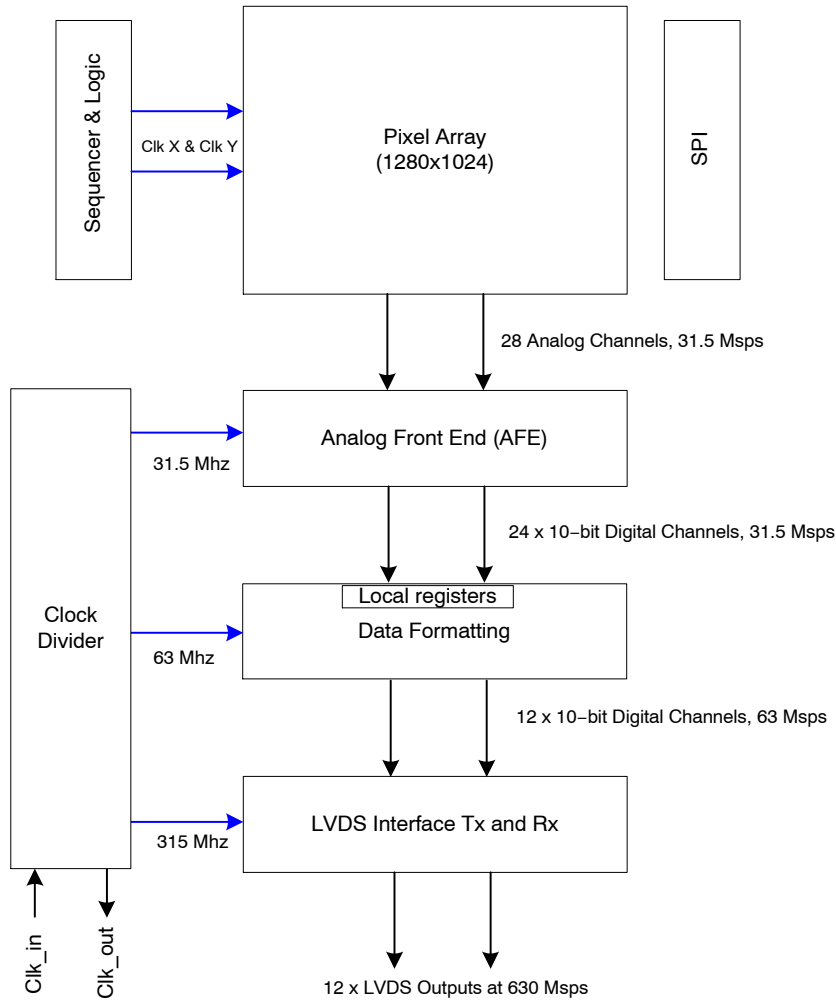 Sequencer & Logic
Clk X & Clk Y
Pixel Array
(1280x1024)
SPI
28 Analog Channels, 31.5 Msps
Analog Front End (AFE)
31.5 Mhz
24 x 10−bit Digital Channels, 31.5 Msps
Clock
Divider
Local registers
Data Formatting
63 Mhz
12 x 10−bit Digital Channels, 63 Msps
LVDS Interface Tx and Rx
315 Mhz
Clk_in
Clk_out
12 x LVDS Outputs at 630 Msps